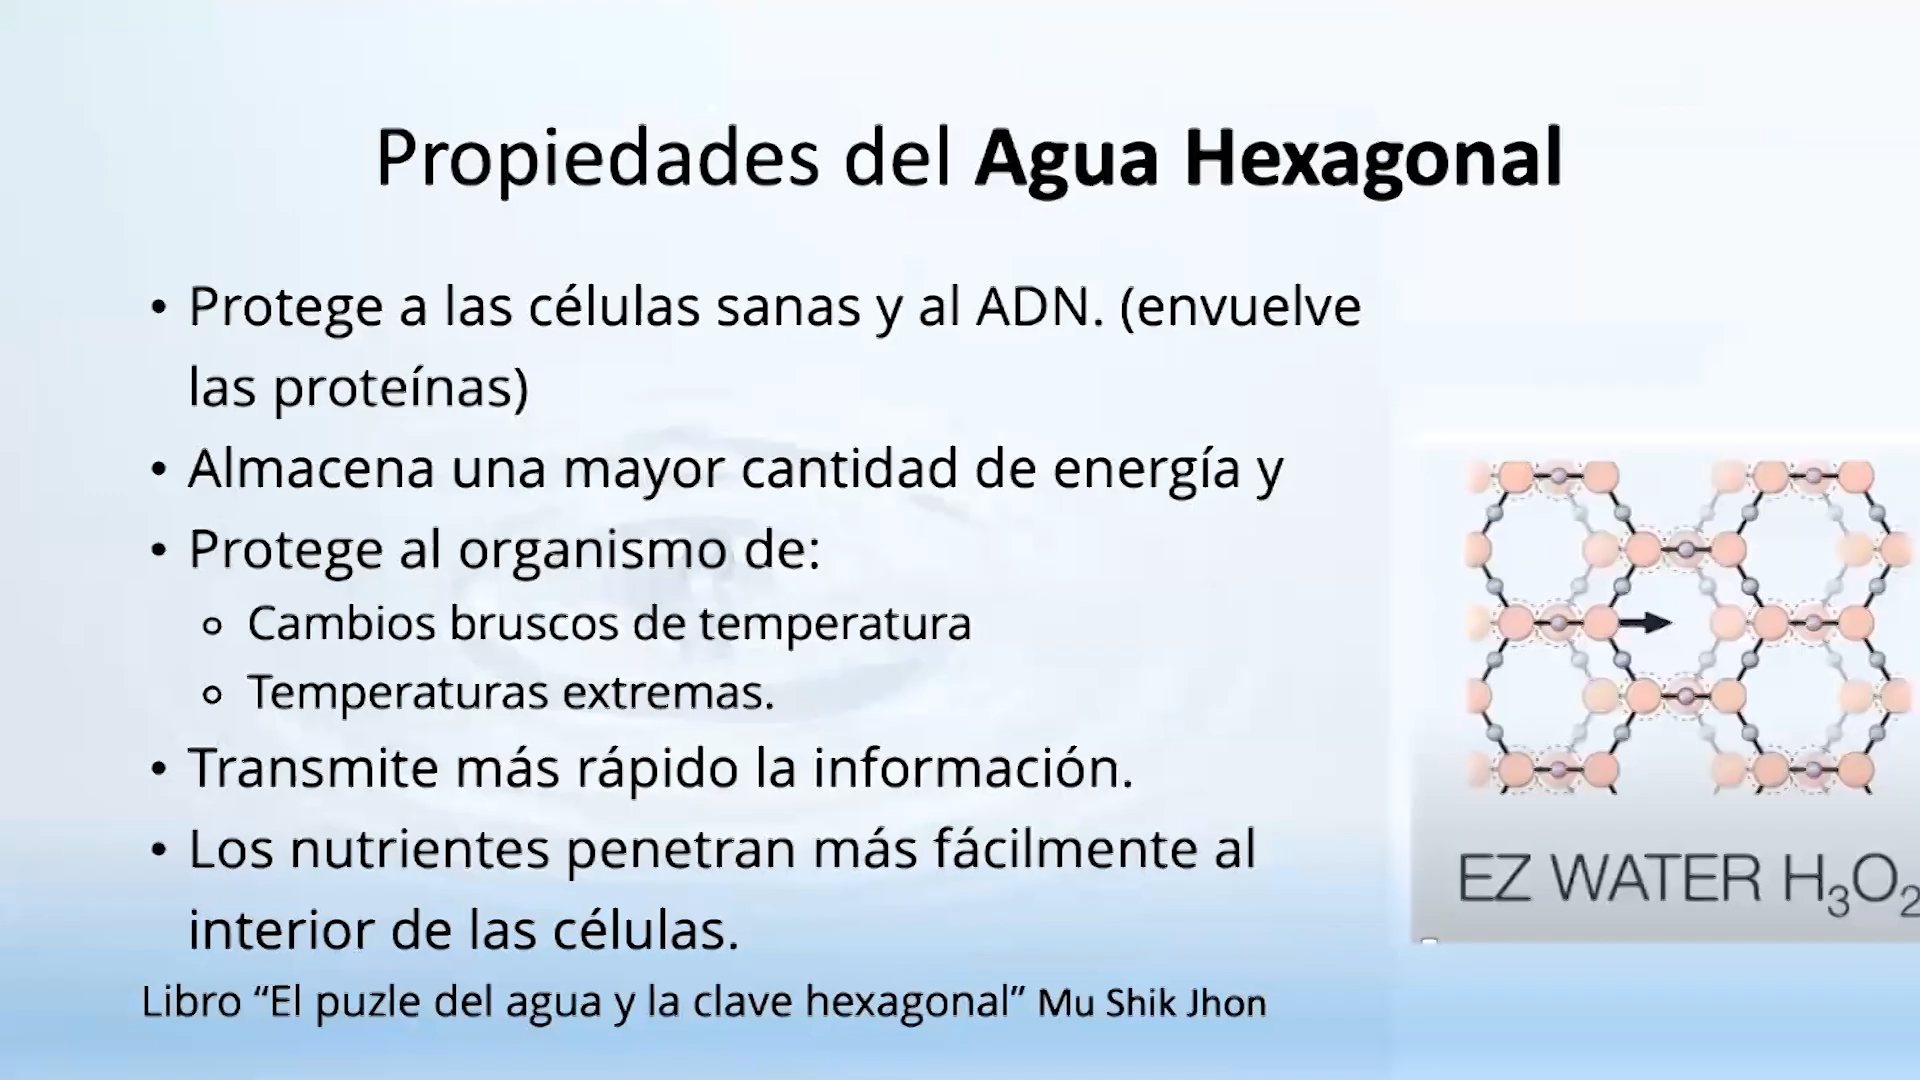 Propiedades del Agua Hexagonal
• Protege a las células sanas y al ADN. (envuelve
las proteínas)
• Almacena una mayor cantidad de energía y
• Protege al organismo de:
o Cambios bruscos de temperatura
o Temperaturas extremas.
• Transmite más rápido la información.
• Los nutrientes penetran más fácilmente al
interior de las células.
Libro “El puzle del agua y la clave hexagonal” Mu Shik Jhon
EZ WATER H₃O₂